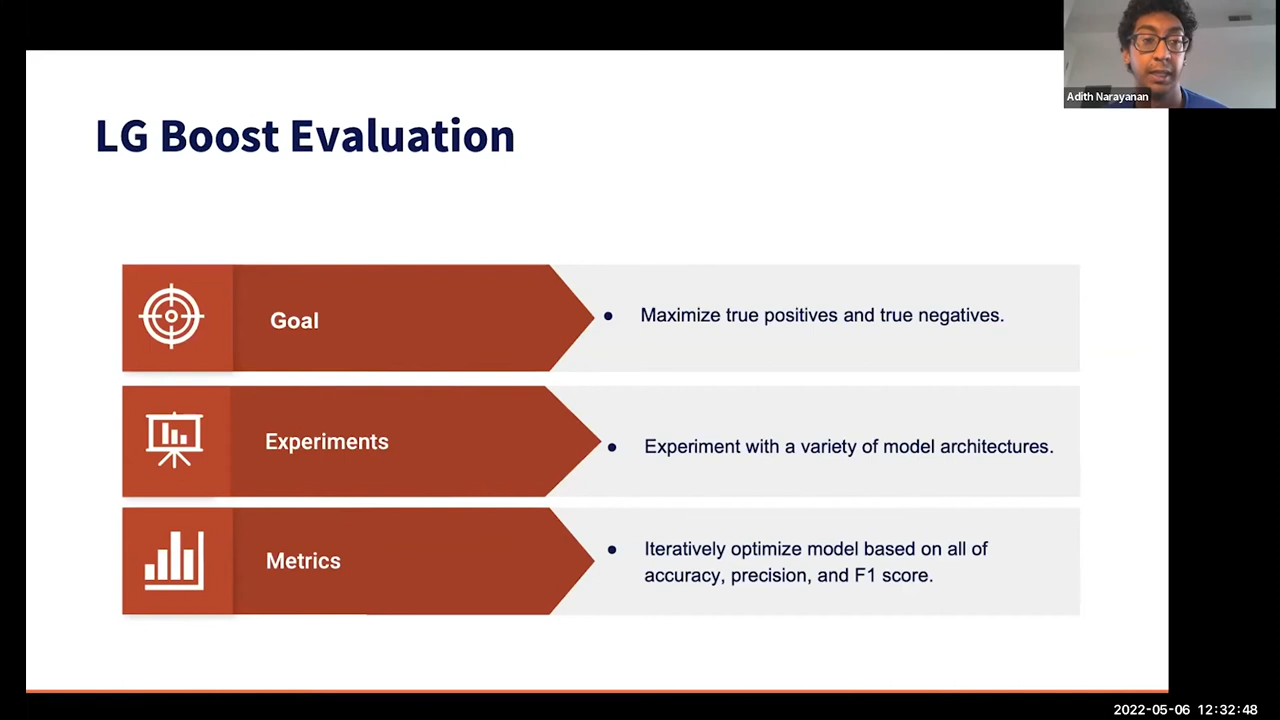 Adith Narayanan
LG Boost Evaluation
Goal
● Maximize true positives and true negatives.
Experiments
● Experiment with a variety of model architectures.
Metrics
● Iteratively optimize model based on all of
accuracy, precision, and F1 score.
2022-05-06 12:32:48